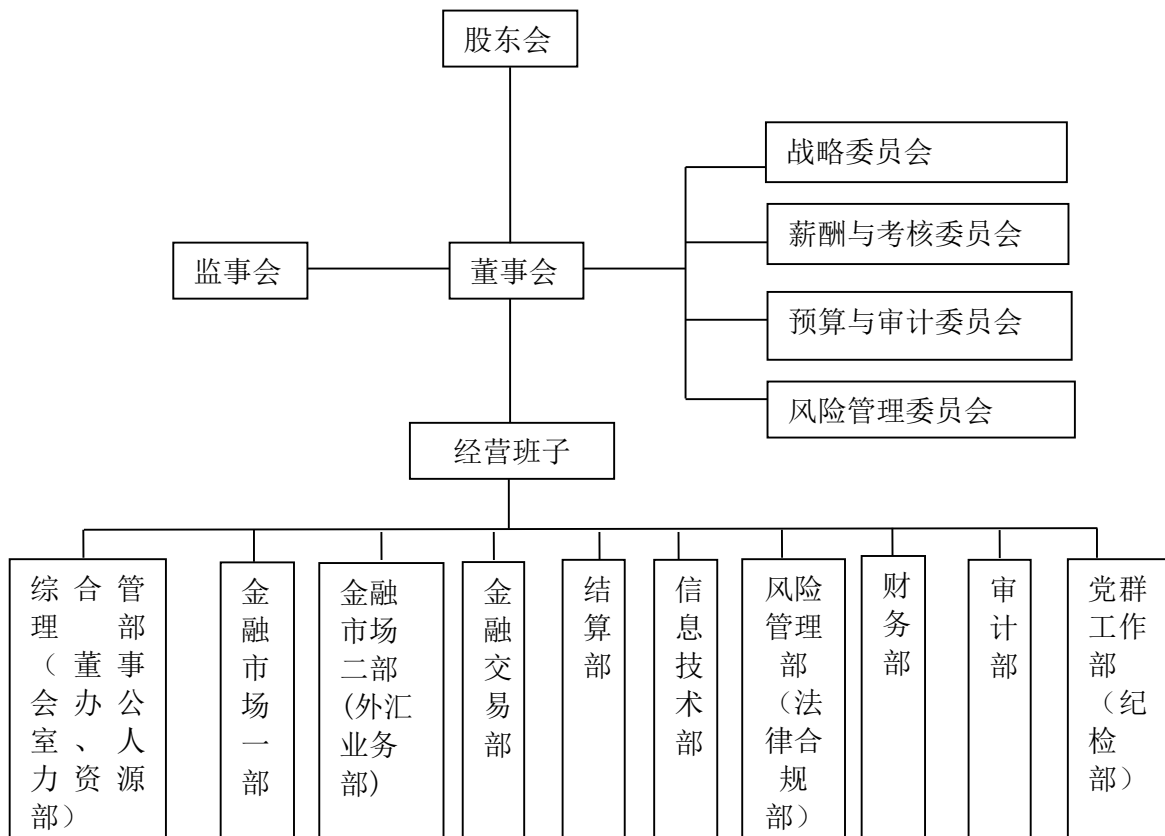 股东会
战略委员会
薪酬与考核委员会
监事会
董事会
预算与审计委员会
风险管理委员会
经营班子
综合管
理部
（董事
会办公
室、人
力资源
部）
金
融
市
场
一
部
金融
市场
二部
(外汇
业务
部)
金
融
交
易
部
结
算
部
信
息
技
术
部
风险
管理
部
（法
律合
规
部）
财
务
部
审
计
部
党群
工作
部
（纪
检
部）